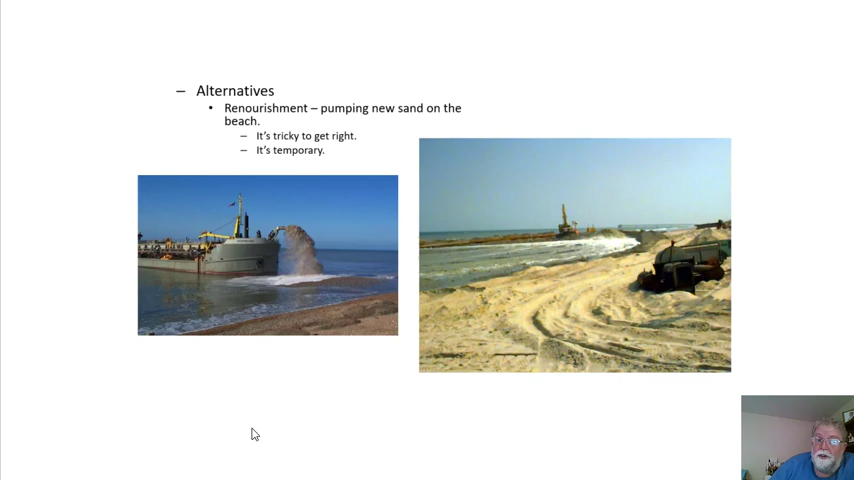 – Alternatives
• Renourishment – pumping new sand on the
beach.
– It's tricky to get right.
– It's temporary.